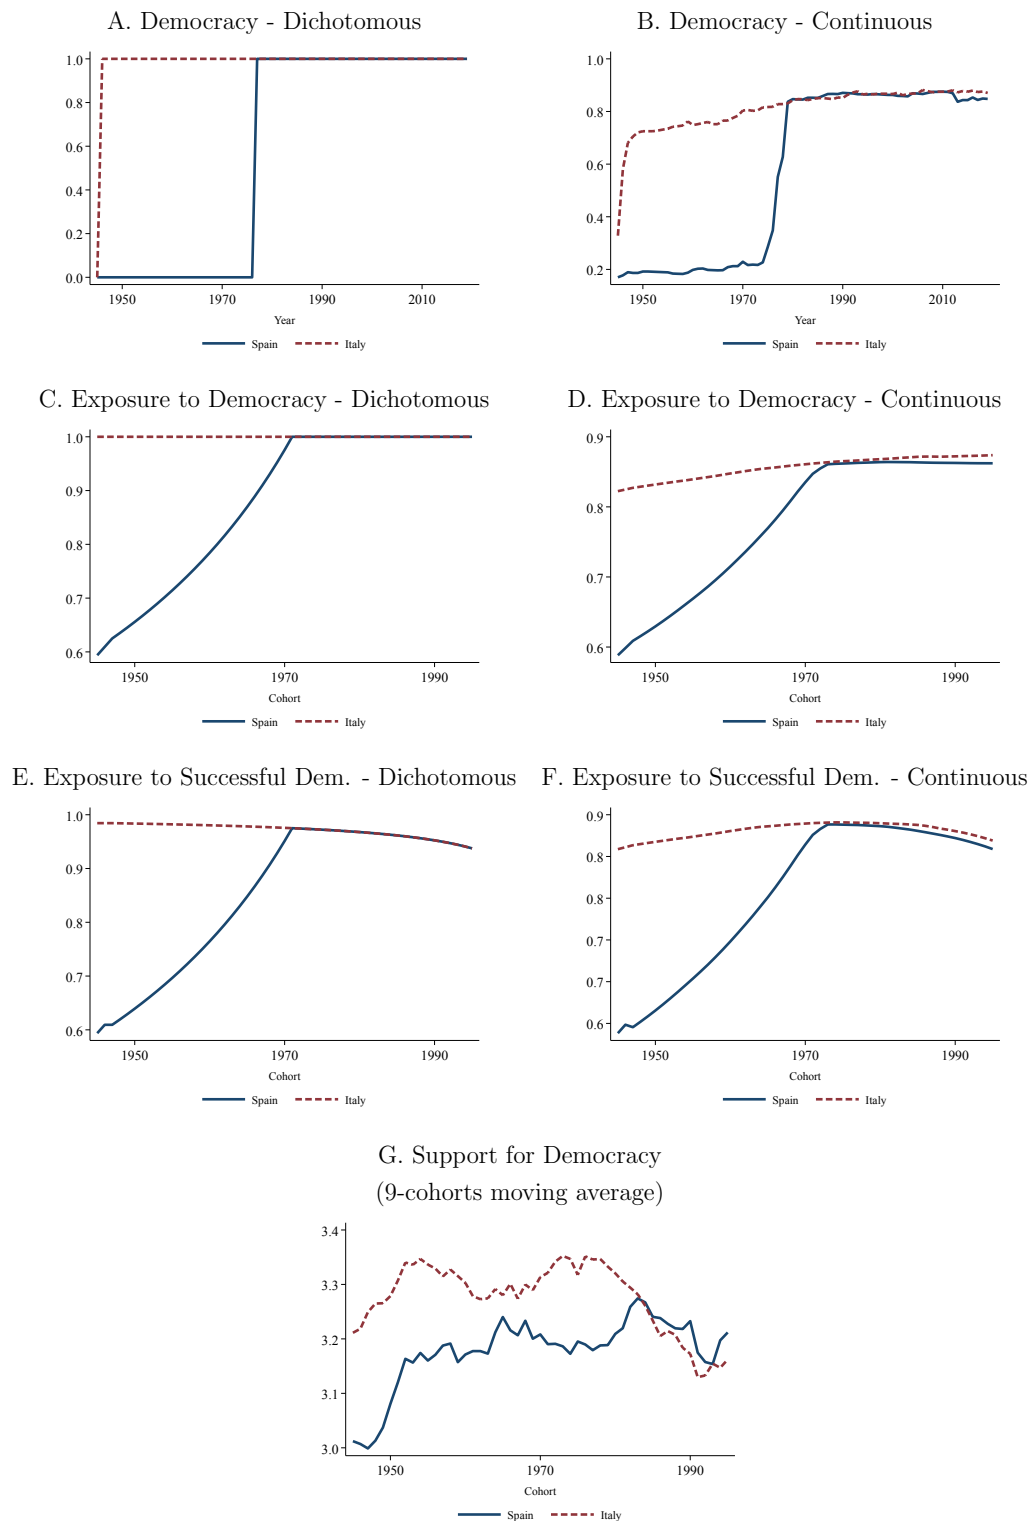 A. Democracy - Dichotomous
1.0
0.8
0.6
0.4
0.2
0.0
1950 1970 1990 2010
Year
Spain Italy
B. Democracy - Continuous
1.0
0.8
0.6
0.4
0.2
1950 1970 1990 2010
Year
Spain Italy
C. Exposure to Democracy - Dichotomous
1.0
0.9
0.8
0.7
0.6
1950 1970 1990
Cohort
Spain Italy
D. Exposure to Democracy - Continuous
0.9
0.8
0.7
0.6
1950 1970 1990
Cohort
Spain Italy
E. Exposure to Successful Dem. - Dichotomous
1.0
0.9
0.8
0.7
0.6
1950 1970 1990
Cohort
Spain Italy
F. Exposure to Successful Dem. - Continuous
0.9
0.8
0.8
0.7
0.7
0.6
1950 1970 1990
Cohort
Spain Italy
G. Support for Democracy
(9-cohorts moving average)
3.4
3.3
3.2
3.1
3.0
1950 1970 1990
Cohort
Spain Italy